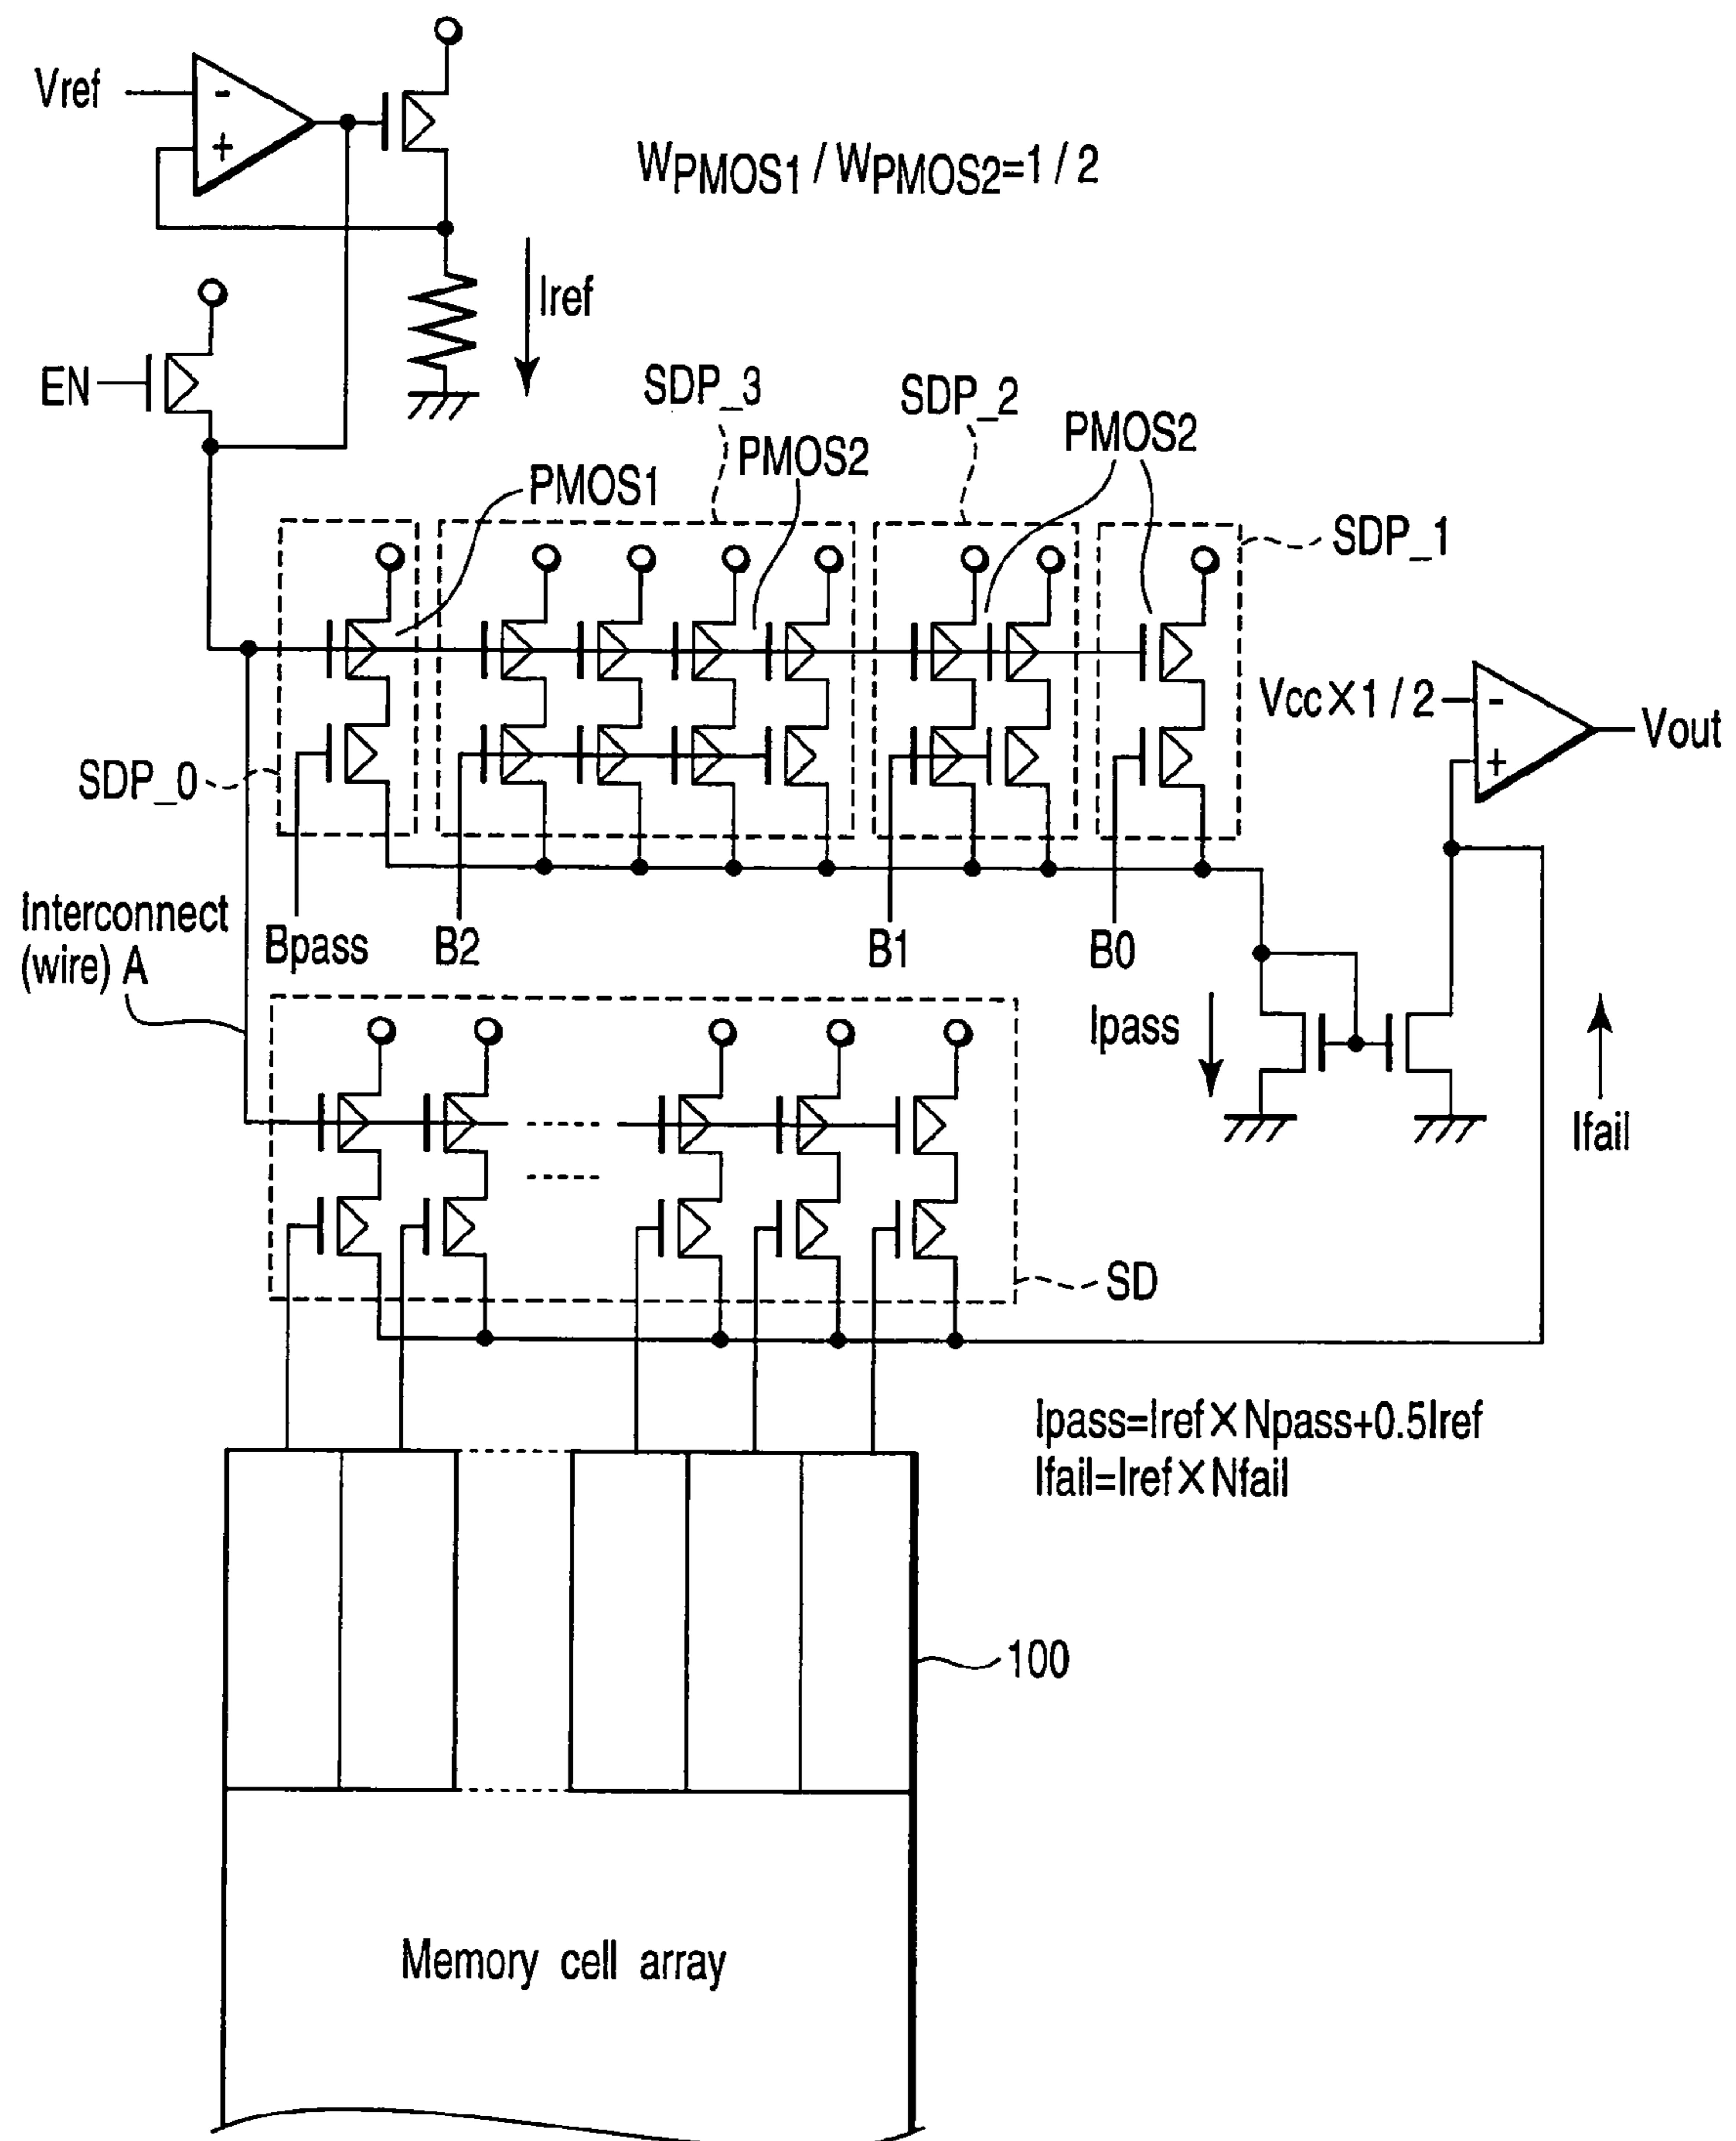 Vref
-
+
WPMOS1 / WPMOS2=1 / 2
Iref
EN
SDP_3
SDP_2
PMOS2
PMOS2
PMOS1
SDP_1
Vcc×1 / 2
-
+
Vout
SDP_0
Interconnect
(wire) A
Bpass
B2
B1
B0
Ipass
Ifail
SD
Ipass=Iref×Npass+0.5Iref
Ifail=Iref×Nfail
100
Memory cell array